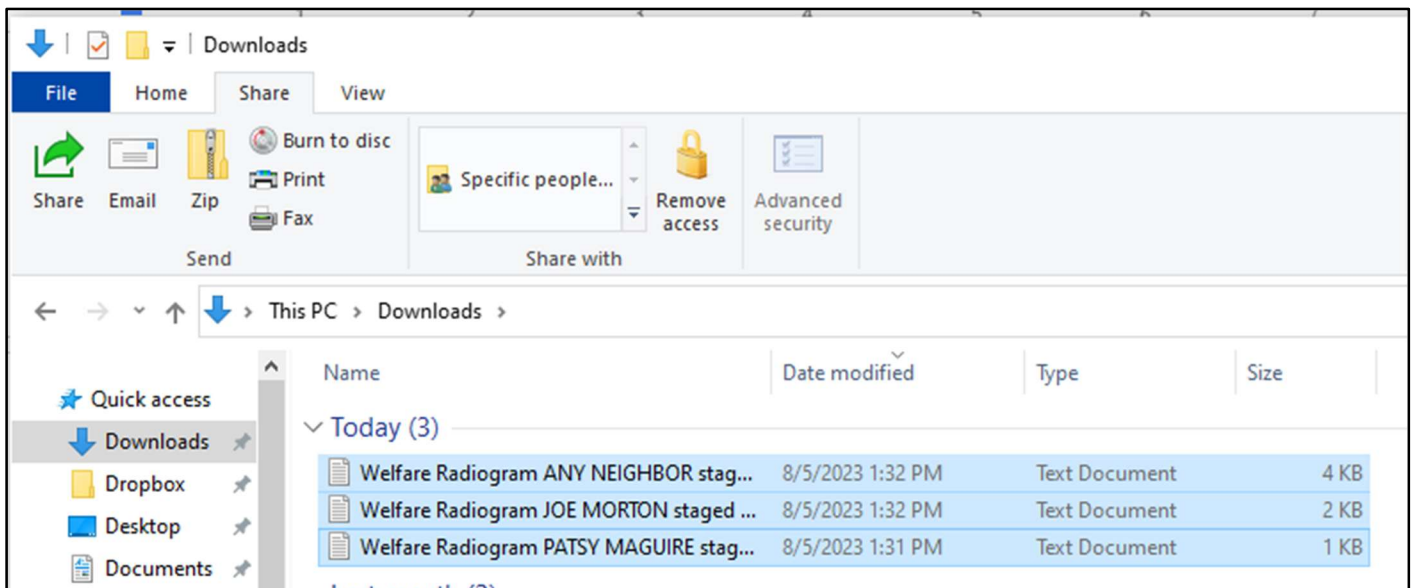 Downloads
File Home Share View
Share Email Zip Burn to disc
Print
Fax
Send
Specific people...
Remove access
Advanced security
Share with
This PC > Downloads >
Name Date modified Type Size
Quick access
Downloads
Dropbox
Desktop
Documents
Today (3)
Welfare Radiogram ANY NEIGHBOR stag... 8/5/2023 1:32 PM Text Document 4 KB
Welfare Radiogram JOE MORTON staged ... 8/5/2023 1:32 PM Text Document 2 KB
Welfare Radiogram PATSY MAGUIRE stag... 8/5/2023 1:31 PM Text Document 1 KB